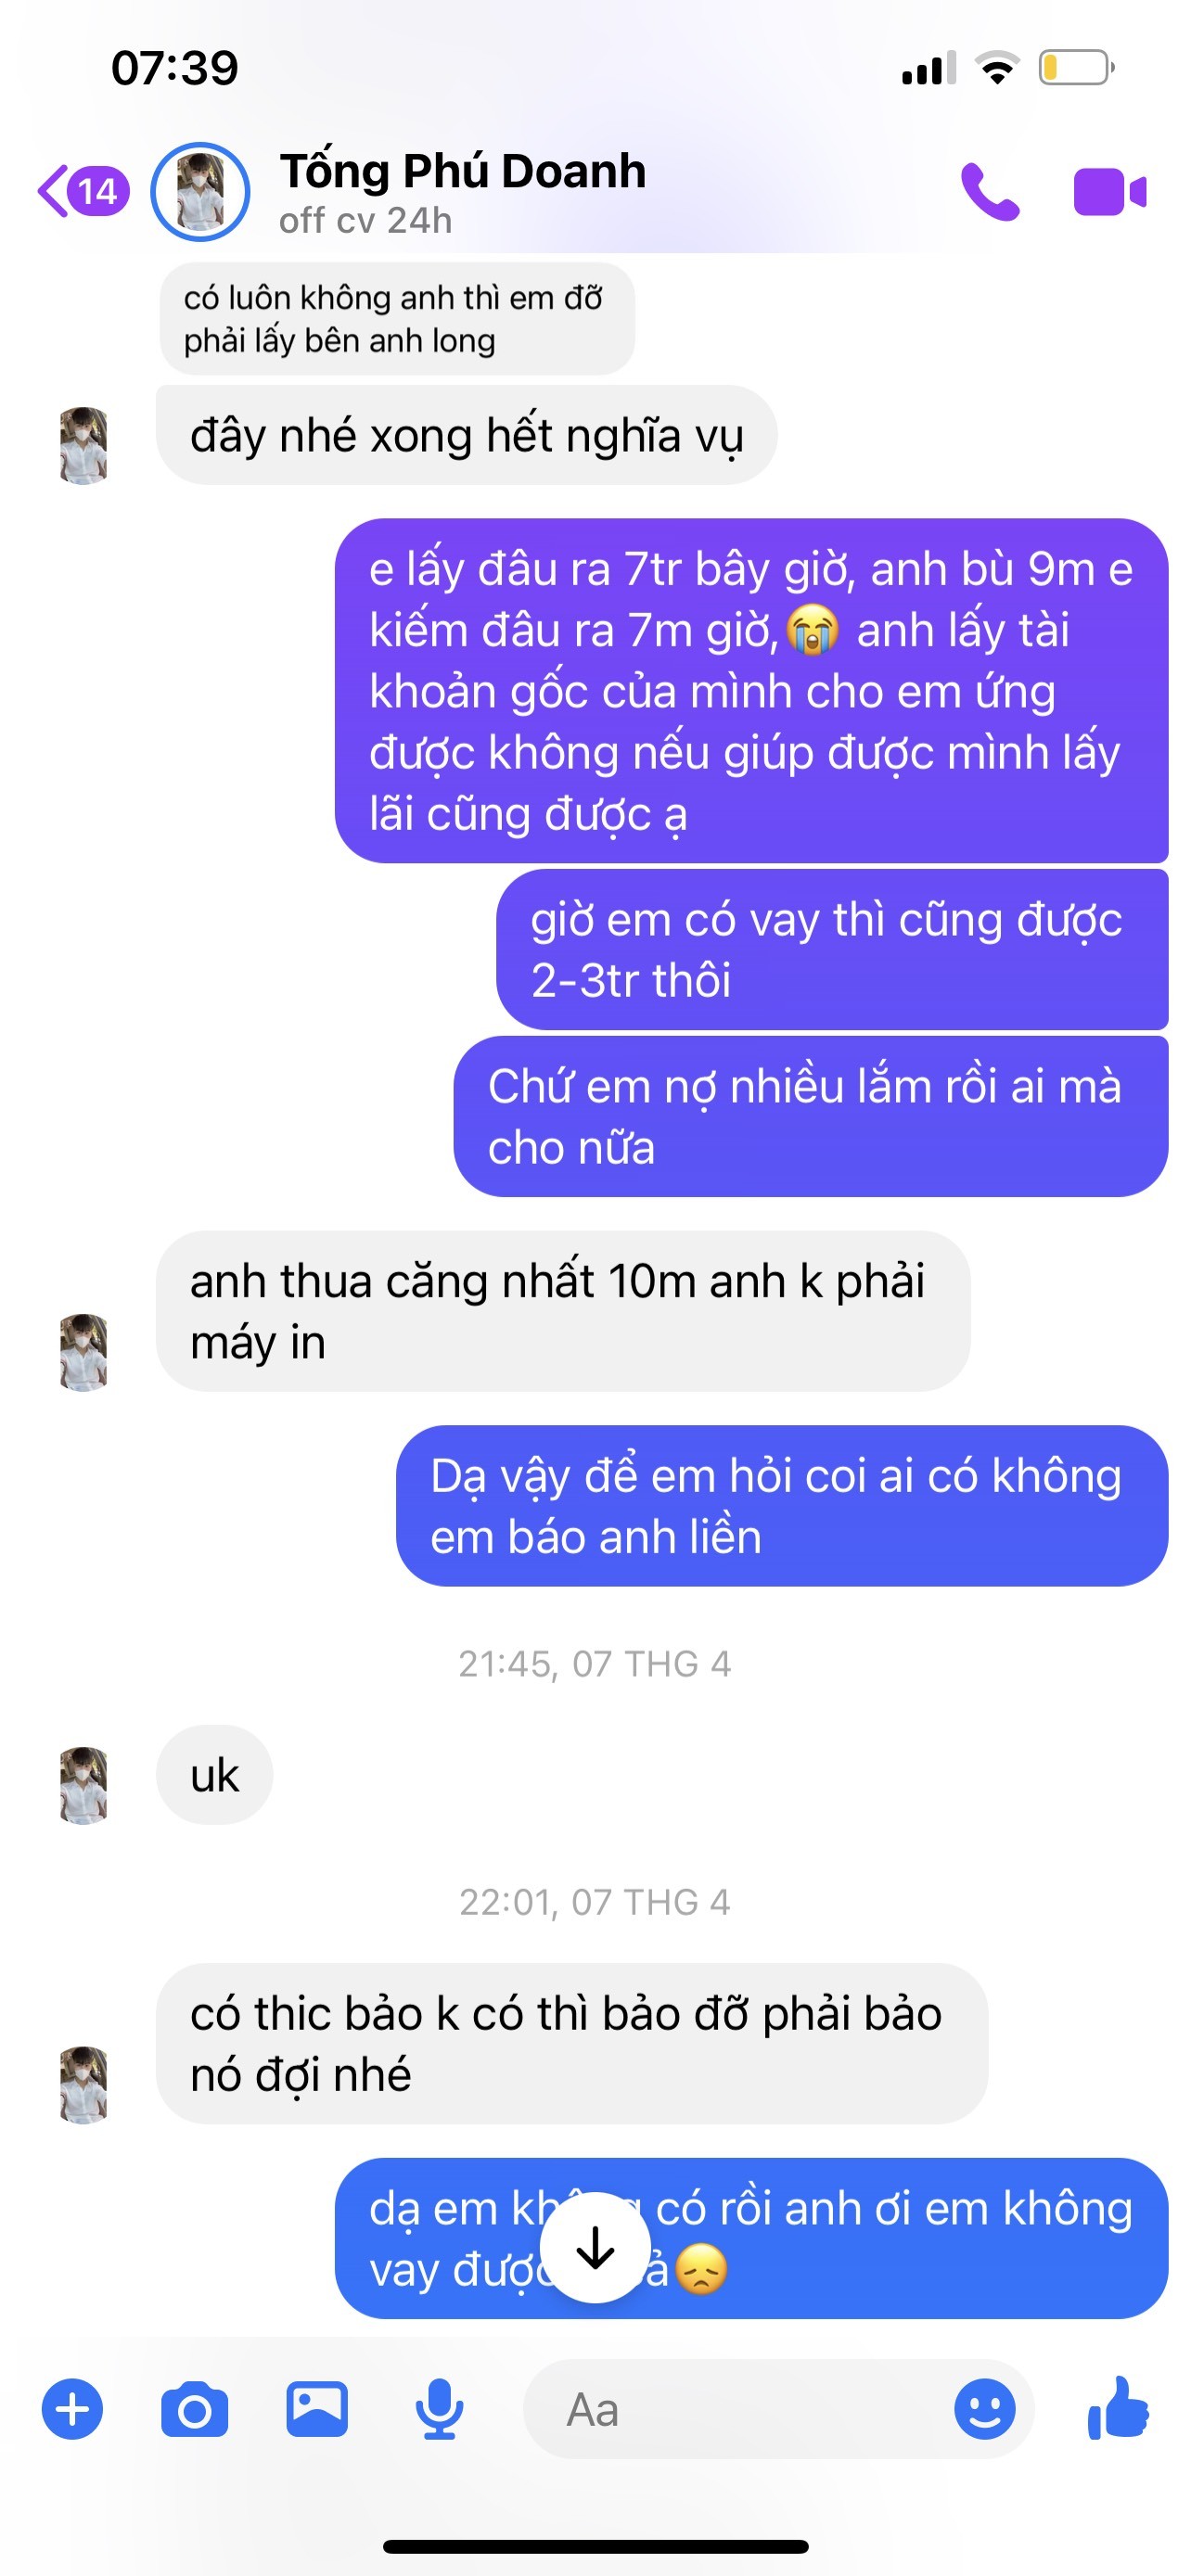 07:39
14
Tống Phú Doanh
off cv 24h
có luôn không anh thì em đỡ
phải lấy bên anh long
đây nhé xong hết nghĩa vụ
e lấy đâu ra 7tr bây giờ, anh bù 9m e
kiếm đâu ra 7m giờ,😭 anh lấy tài
khoản gốc của mình cho em ứng
được không nếu giúp được mình lấy
lãi cũng được ạ
giờ em có vay thì cũng được
2-3tr thôi
Chứ em nợ nhiều lắm rồi ai mà
cho nữa
anh thua căng nhất 10m anh k phải
máy in
Dạ vậy để em hỏi coi ai có không
em báo anh liền
21:45, 07 THG 4
uk
22:01, 07 THG 4
có thic bảo k có thì bảo đỡ phải bảo
nó đợi nhé
dạ em có rồi anh ơi em không
vay 😞
Aa